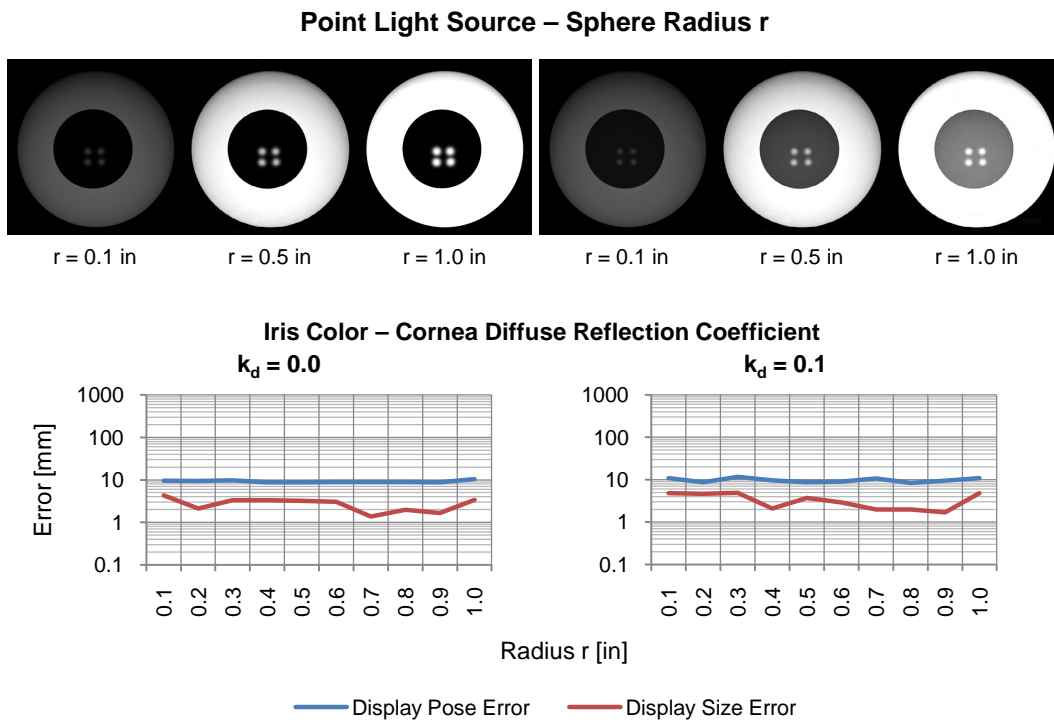 Point Light Source – Sphere Radius r
r = 0.1 in r = 0.5 in r = 1.0 in r = 0.1 in r = 0.5 in r = 1.0 in
Iris Color – Cornea Diffuse Reflection Coefficient
k_d = 0.0 k_d = 0.1
Error [mm]
1000
100
10
1
0.1
0.1 0.2 0.3 0.4 0.5 0.6 0.7 0.8 0.9 1.0
1000
100
10
1
0.1
0.1 0.2 0.3 0.4 0.5 0.6 0.7 0.8 0.9 1.0
Radius r [in]
Display Pose Error Display Size Error